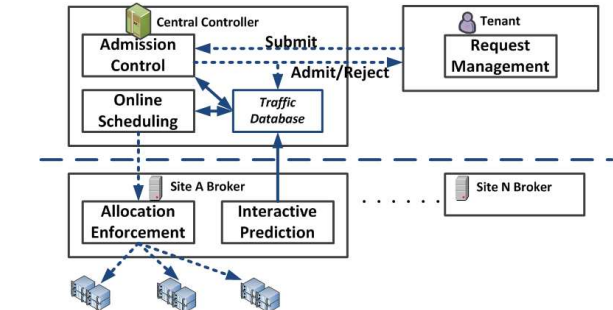 Central Controller
Admission
Control
Online
Scheduling
Traffic
Database
Submit
Admit/Reject
Tenant
Request
Management
Site A Broker
Allocation
Enforcement
Interactive
Prediction
. . . . . .
Site N Broker